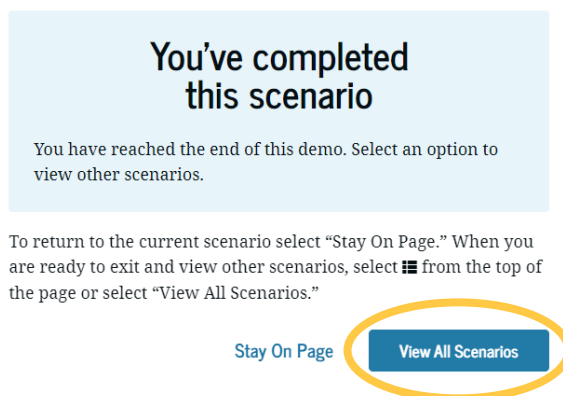 You've completed
this scenario
You have reached the end of this demo. Select an option to
view other scenarios.
To return to the current scenario select “Stay On Page.” When you
are ready to exit and view other scenarios, select from the top of
the page or select “View All Scenarios.”
Stay On Page View All Scenarios